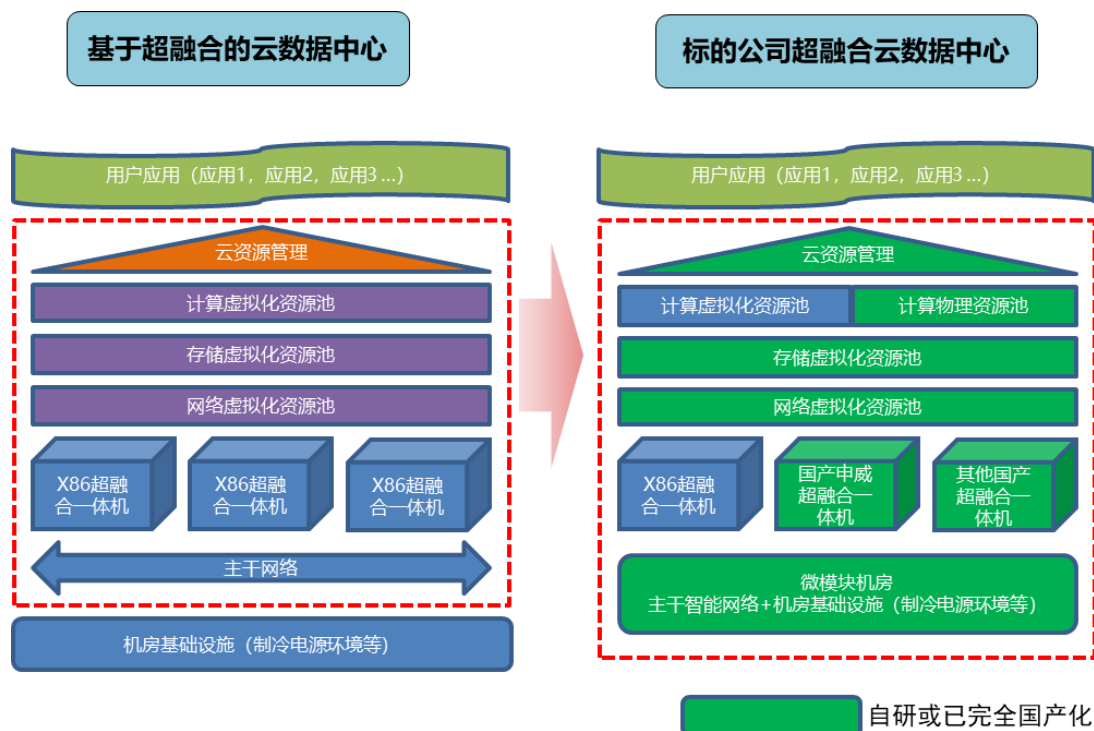 基于超融合的云数据中心
用户应用（应用1，应用2，应用3 ...）
云资源管理
计算虚拟化资源池
存储虚拟化资源池
网络虚拟化资源池
X86超融
合一体机
X86超融
合一体机
X86超融
合一体机
主干网络
机房基础设施（制冷电源环境等）
标的公司超融合云数据中心
用户应用（应用1，应用2，应用3 ...）
云资源管理
计算虚拟化资源池
计算物理资源池
存储虚拟化资源池
网络虚拟化资源池
X86超融
合一体机
国产申威
超融合一
体机
其他国产
超融合一
体机
微模块机房
主干智能网络+机房基础设施（制冷电源环境等）
自研或已完全国产化